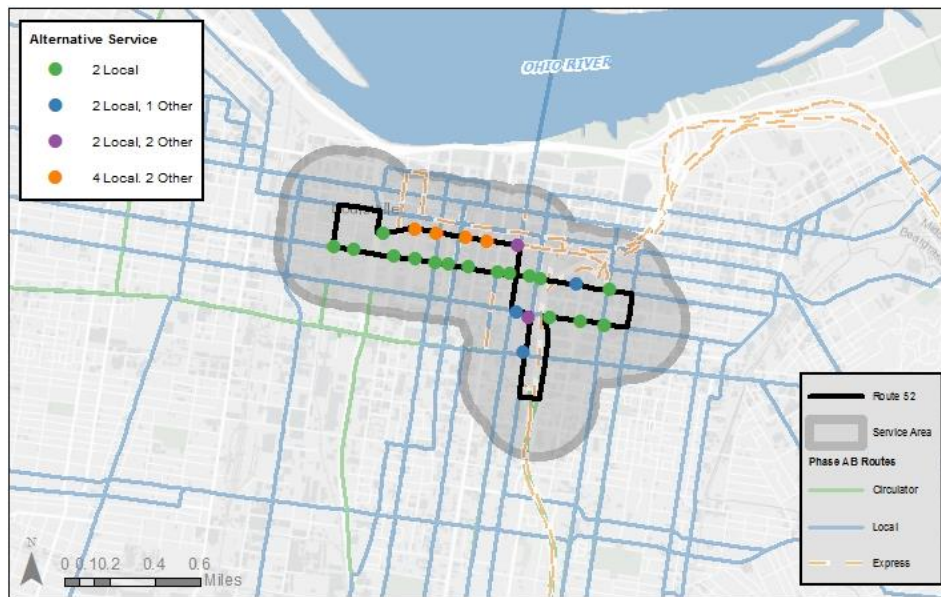 Alternative Service
2 Local
2 Local, 1 Other
2 Local, 2 Other
4 Local, 2 Other
OHIO RIVER
Route 52
Service Area
Phase AB Routes
Circulator
Local
Express
N
0 0.10.2 0.4 0.6
Miles